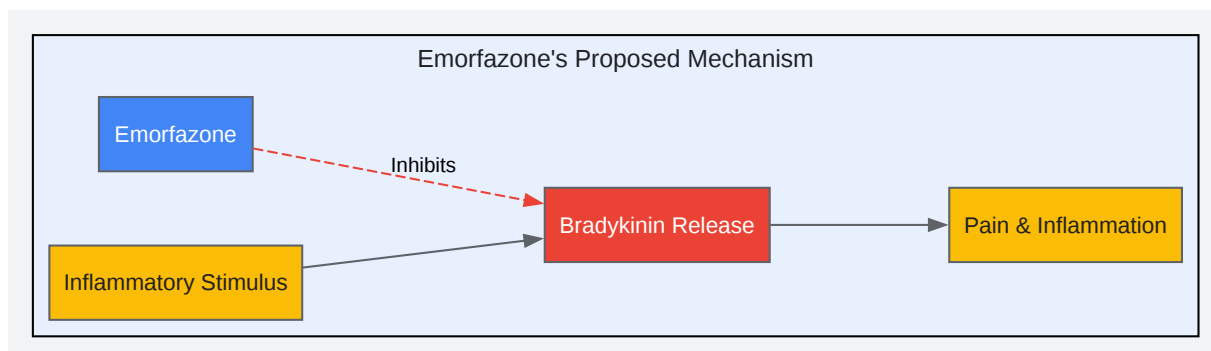 Emorfazone's Proposed Mechanism
Emorfazone
Inhibits
Bradykinin Release
Pain & Inflammation
Inflammatory Stimulus